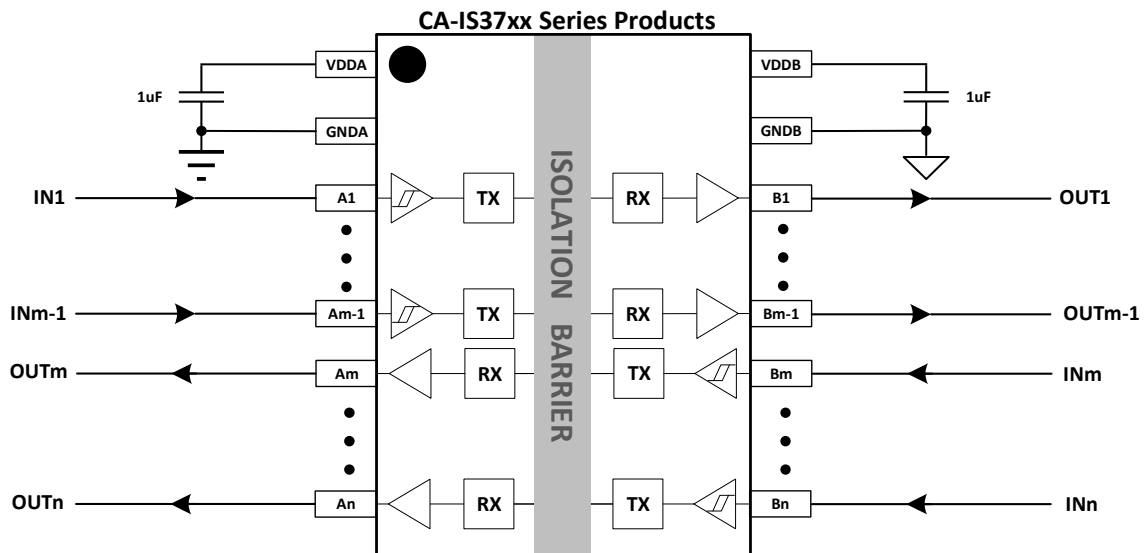 CA-IS37xx Series Products
VDDA
VDDB
1uF
1uF
GNDA
GNDB
ISOLATION BARRIER
IN1
A1
TX
RX
B1
OUT1
INm-1
Am-1
TX
RX
Bm-1
OUTm-1
OUTm
Am
RX
TX
Bm
INm
OUTn
An
RX
TX
Bn
INn